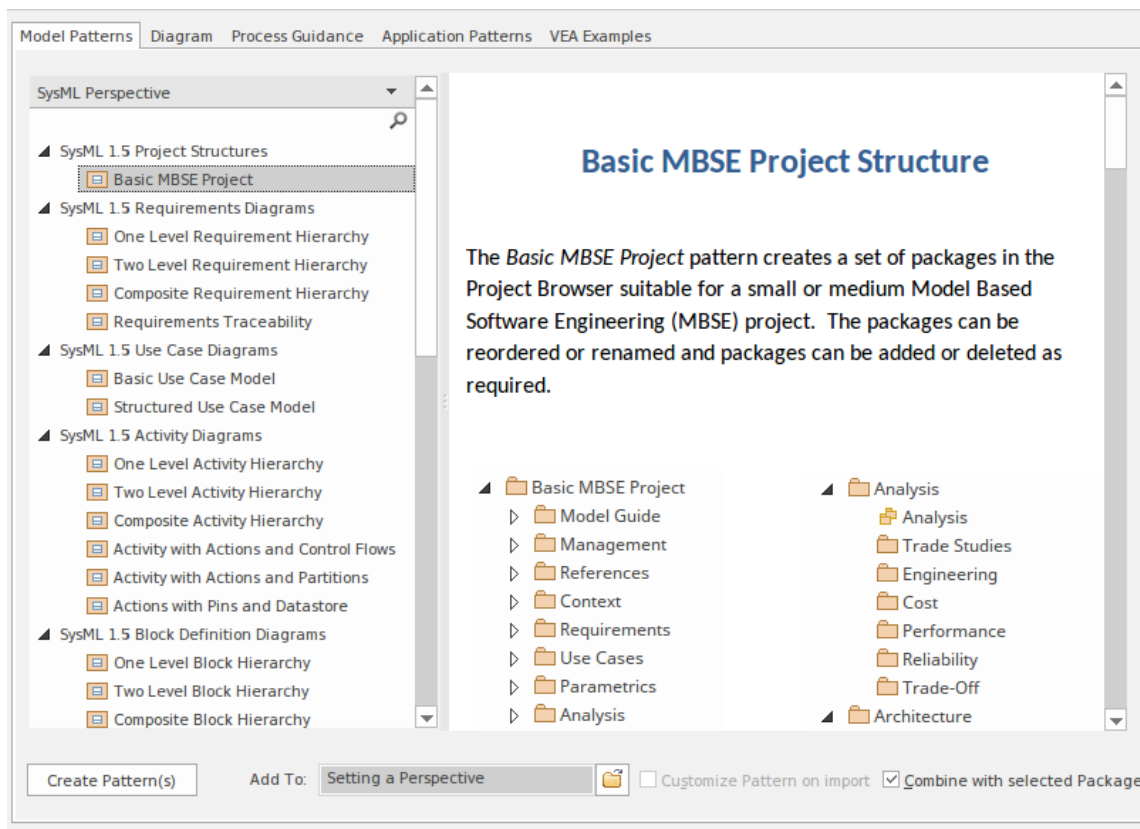 Model Patterns Diagram Process Guidance Application Patterns VEA Examples
SysML Perspective
SysML 1.5 Project Structures
Basic MBSE Project
SysML 1.5 Requirements Diagrams
One Level Requirement Hierarchy
Two Level Requirement Hierarchy
Composite Requirement Hierarchy
Requirements Traceability
SysML 1.5 Use Case Diagrams
Basic Use Case Model
Structured Use Case Model
SysML 1.5 Activity Diagrams
One Level Activity Hierarchy
Two Level Activity Hierarchy
Composite Activity Hierarchy
Activity with Actions and Control Flows
Activity with Actions and Partitions
Actions with Pins and Datastore
SysML 1.5 Block Definition Diagrams
One Level Block Hierarchy
Two Level Block Hierarchy
Composite Block Hierarchy
Basic MBSE Project Structure
The Basic MBSE Project pattern creates a set of packages in the
Project Browser suitable for a small or medium Model Based
Software Engineering (MBSE) project. The packages can be
reordered or renamed and packages can be added or deleted as
required.
Basic MBSE Project
Model Guide
Management
References
Context
Requirements
Use Cases
Parametrics
Analysis
Analysis
Analysis
Trade Studies
Engineering
Cost
Performance
Reliability
Trade-Off
Architecture
Create Pattern(s) Add To: Setting a Perspective Customize Pattern on import Combine with selected Package